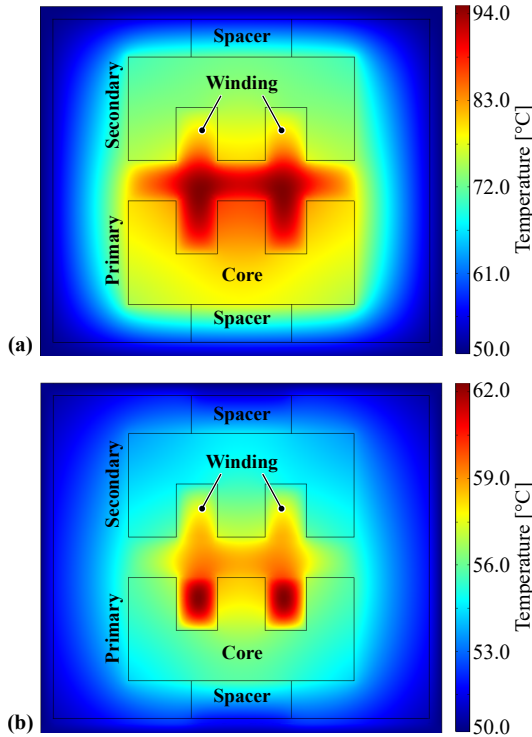 Spacer
Winding
Secondary
Primary
Core
Spacer
(a)
94.0
83.0
72.0
61.0
50.0
Temperature [°C]
Spacer
Winding
Secondary
Primary
Core
Spacer
(b)
62.0
59.0
56.0
53.0
50.0
Temperature [°C]